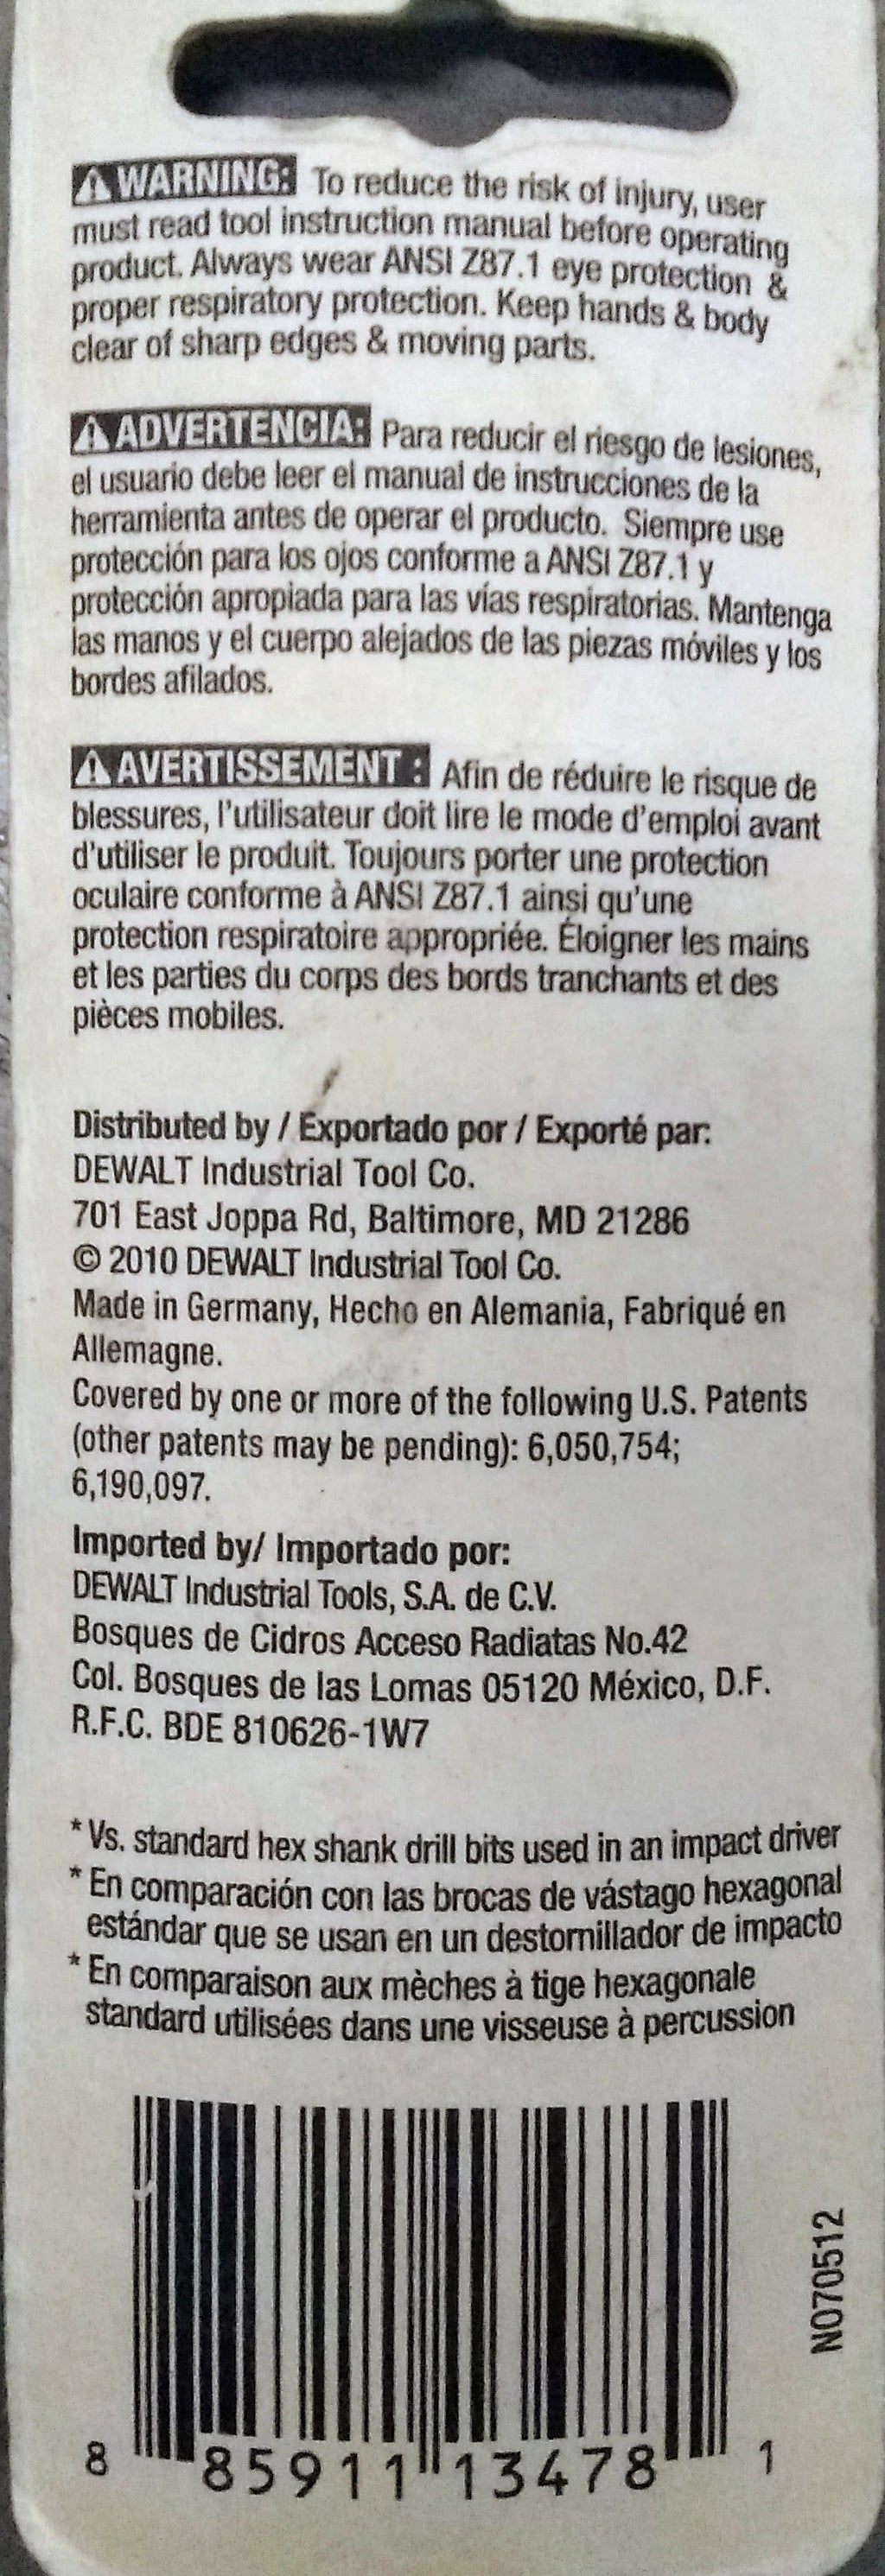 ⚠ WARNING: To reduce the risk of injury, user
must read tool instruction manual before operating
product. Always wear ANSI Z87.1 eye protection &
proper respiratory protection. Keep hands & body
clear of sharp edges & moving parts.
⚠ ADVERTENCIA: Para reducir el riesgo de lesiones,
el usuario debe leer el manual de instrucciones de la
herramienta antes de operar el producto. Siempre use
protección para los ojos conforme a ANSI Z87.1 y
protección apropiada para las vías respiratorias. Mantenga
las manos y el cuerpo alejados de las piezas móviles y los
bordes afilados.
⚠ AVERTISSEMENT : Afin de réduire le risque de
blessures, l'utilisateur doit lire le mode d'emploi avant
d'utiliser le produit. Toujours porter une protection
oculaire conforme à ANSI Z87.1 ainsi qu'une
protection respiratoire appropriée. Éloigner les mains
et les parties du corps des bords tranchants et des
pièces mobiles.
Distributed by / Exportado por / Exporté par:
DEWALT Industrial Tool Co.
701 East Joppa Rd, Baltimore, MD 21286
© 2010 DEWALT Industrial Tool Co.
Made in Germany, Hecho en Alemania, Fabriqué en
Allemagne.
Covered by one or more of the following U.S. Patents
(other patents may be pending): 6,050,754;
6,190,097.
Imported by/ Importado por:
DEWALT Industrial Tools, S.A. de C.V.
Bosques de Cidros Acceso Radiatas No.42
Col. Bosques de las Lomas 05120 México, D.F.
R.F.C. BDE 810626-1W7
* Vs. standard hex shank drill bits used in an impact driver
* En comparación con las brocas de vástago hexagonal
estándar que se usan en un destornillador de impacto
* En comparaison aux mèches à tige hexagonale
standard utilisées dans une visseuse à percussion
NO70512
8 85911 13478 1